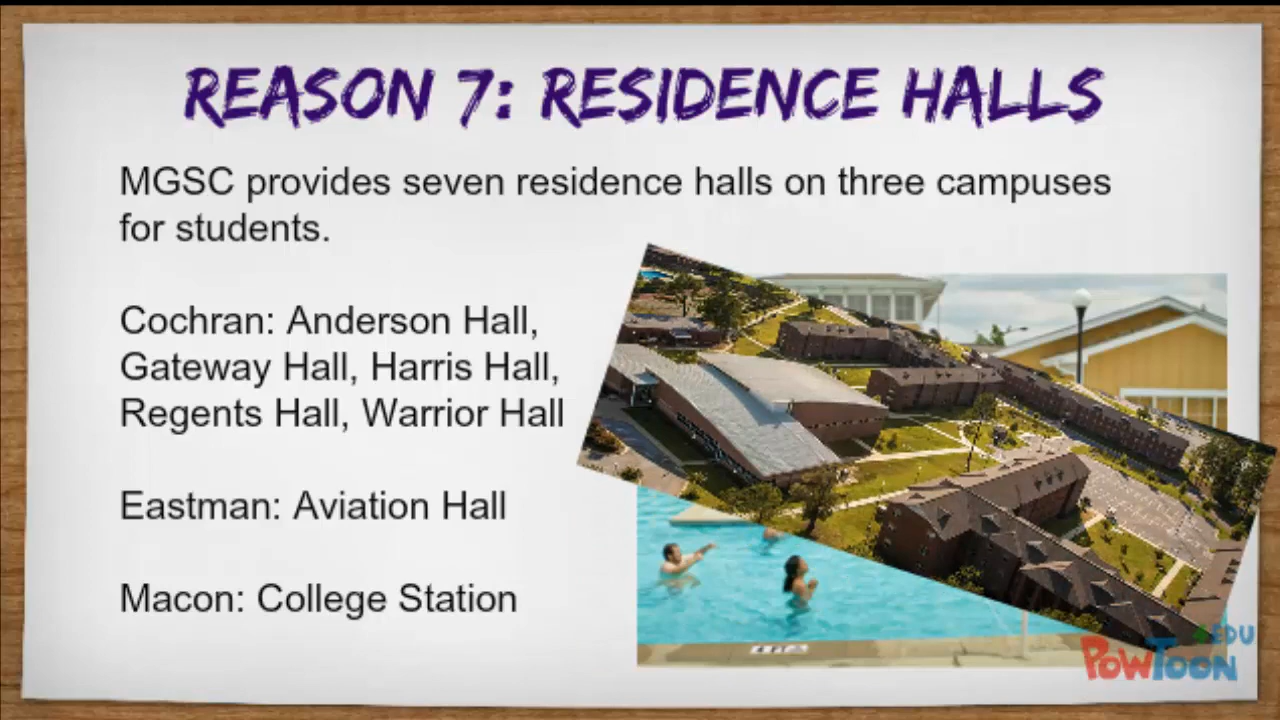 REASON 7: RESIDENCE HALLS
MGSC provides seven residence halls on three campuses
for students.
Cochran: Anderson Hall,
Gateway Hall, Harris Hall,
Regents Hall, Warrior Hall
Eastman: Aviation Hall
Macon: College Station
EDU
POWTOON